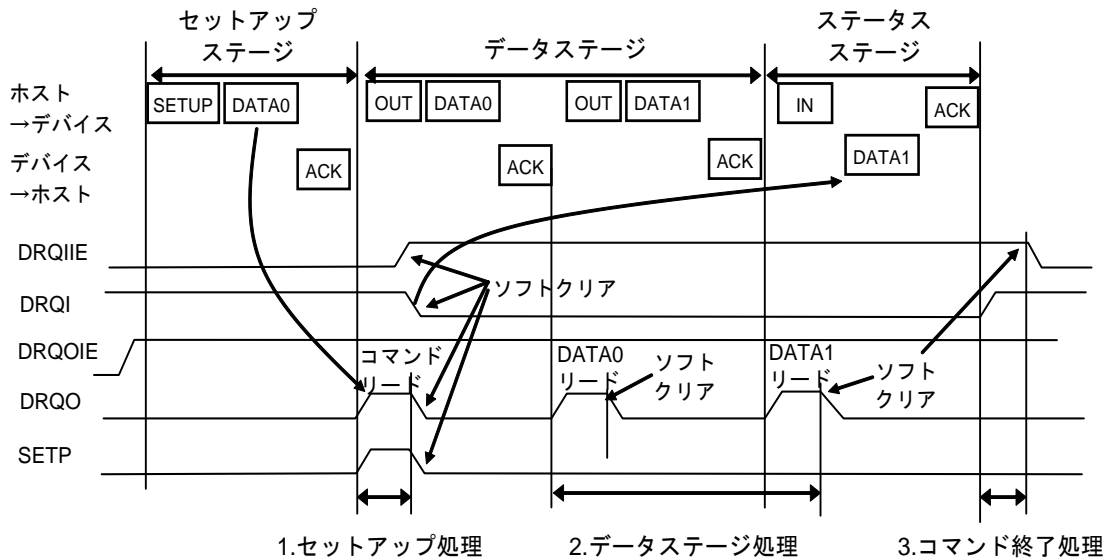 セットアップ
ステージ
データステージ
ステータス
ステージ
ホスト
→デバイス
SETUP
DATA0
OUT
DATA0
OUT
DATA1
IN
ACK
デバイス
→ホスト
ACK
ACK
ACK
DATA1
DRQIIE
ソフトクリア
DRQI
DRQOIE
コマンド
リード
DATA0
リード
ソフト
クリア
DATA1
リード
ソフト
クリア
DRQO
SETP
1.セットアップ処理
2.データステージ処理
3.コマンド終了処理